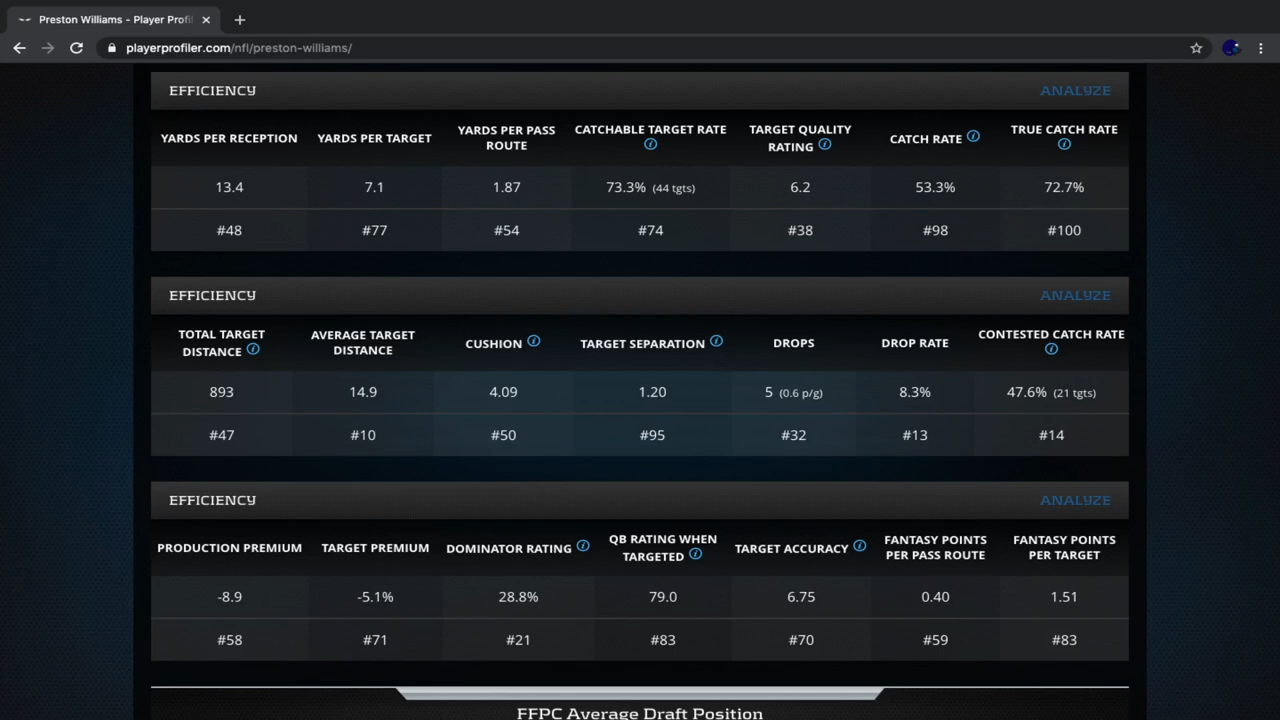 Preston Williams - Player Profi
playerprofiler.com/nfl/preston-williams/
EFFICIENCY ANALYZE
YARDS PER RECEPTION YARDS PER TARGET YARDS PER PASS ROUTE CATCHABLE TARGET RATE TARGET QUALITY RATING CATCH RATE TRUE CATCH RATE
13.4 7.1 1.87 73.3% (44 tgts) 6.2 53.3% 72.7%
#48 #77 #54 #74 #38 #98 #100
EFFICIENCY ANALYZE
TOTAL TARGET DISTANCE AVERAGE TARGET DISTANCE CUSHION TARGET SEPARATION DROPS DROP RATE CONTESTED CATCH RATE
893 14.9 4.09 1.20 5 (0.6 p/g) 8.3% 47.6% (21 tgts)
#47 #10 #50 #95 #32 #13 #14
EFFICIENCY ANALYZE
PRODUCTION PREMIUM TARGET PREMIUM DOMINATOR RATING QB RATING WHEN TARGETED TARGET ACCURACY FANTASY POINTS PER PASS ROUTE FANTASY POINTS PER TARGET
-8.9 -5.1% 28.8% 79.0 6.75 0.40 1.51
#58 #71 #21 #83 #70 #59 #83
FFPC Average Draft Position